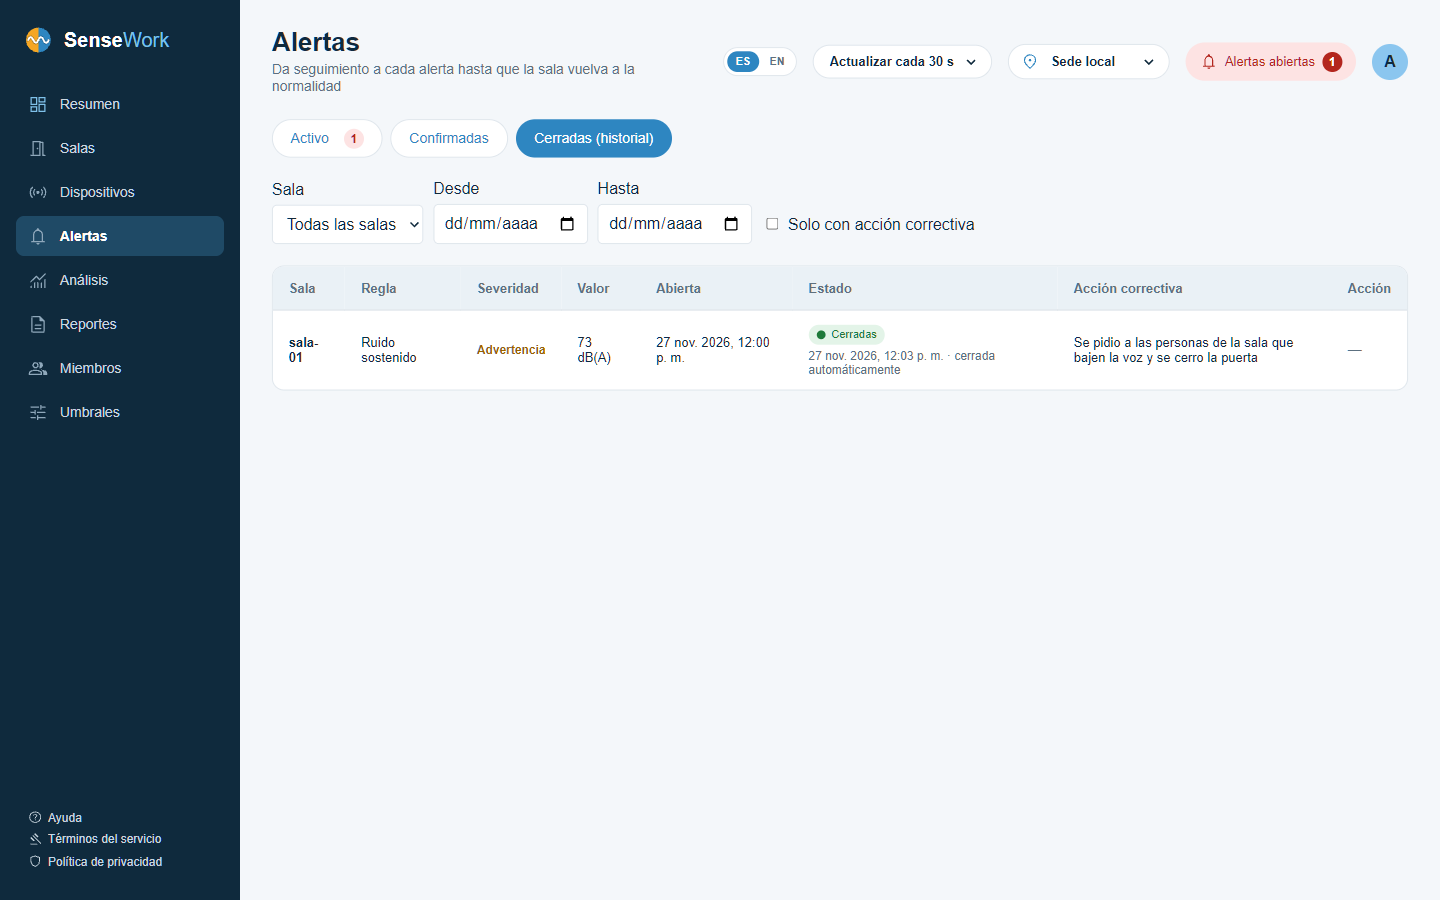 SenseWork
Resumen
Salas
Dispositivos
Alertas
Análisis
Reportes
Miembros
Umbrales
Ayuda
Términos del servicio
Política de privacidad
Alertas
Da seguimiento a cada alerta hasta que la sala vuelva a la
normalidad
ES EN
Actualizar cada 30 s
Sede local
Alertas abiertas 1
A
Activo 1
Confirmadas
Cerradas (historial)
Sala
Todas las salas
Desde
dd/mm/aaaa
Hasta
dd/mm/aaaa
Solo con acción correctiva
Sala Regla Severidad Valor Abierta Estado Acción correctiva Acción
sala-
01
Ruido
sostenido
Advertencia
73
dB(A)
27 nov. 2026, 12:00
p. m.
Cerradas
27 nov. 2026, 12:03 p. m. · cerrada
automáticamente
Se pidio a las personas de la sala que
bajen la voz y se cerro la puerta
—